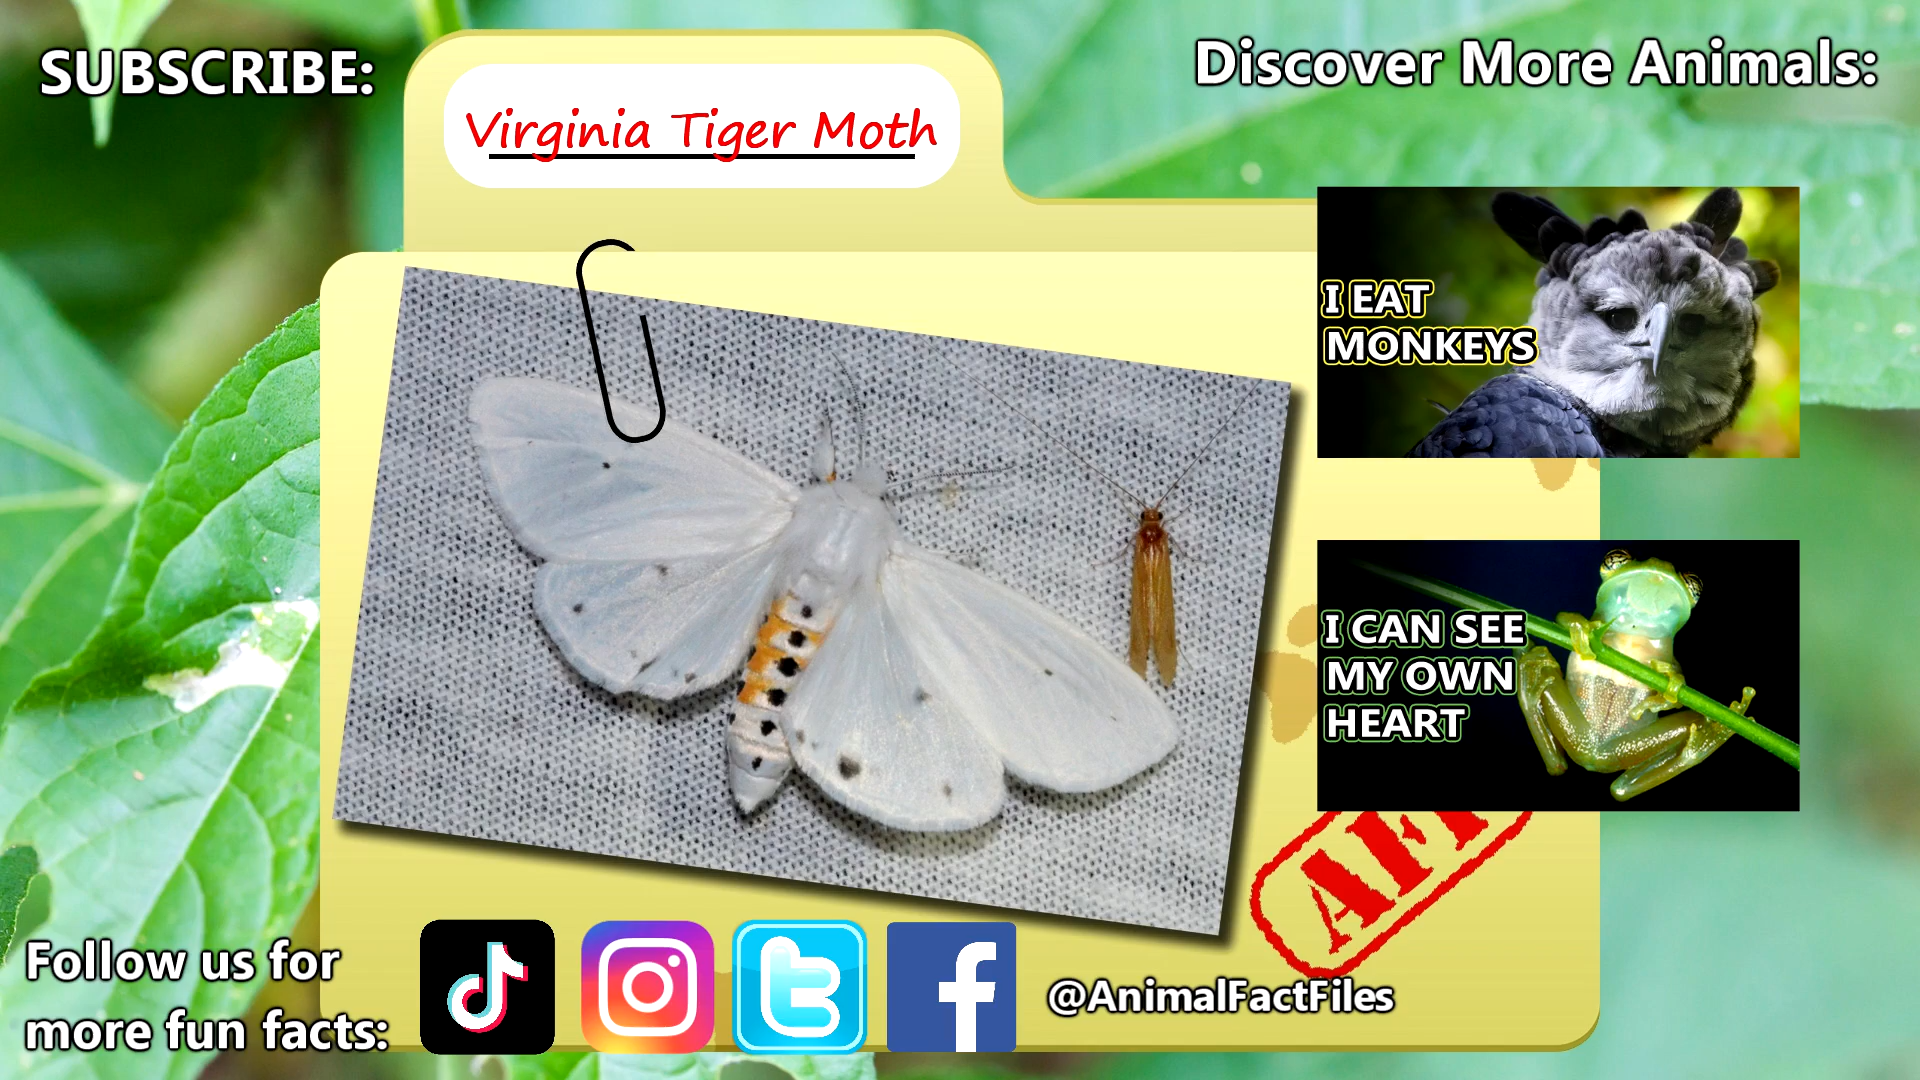 SUBSCRIBE:
Virginia Tiger Moth
Discover More Animals:
I EAT
MONKEYS
I CAN SEE
MY OWN
HEART
AFF
Follow us for
more fun facts:
@AnimalFactFiles